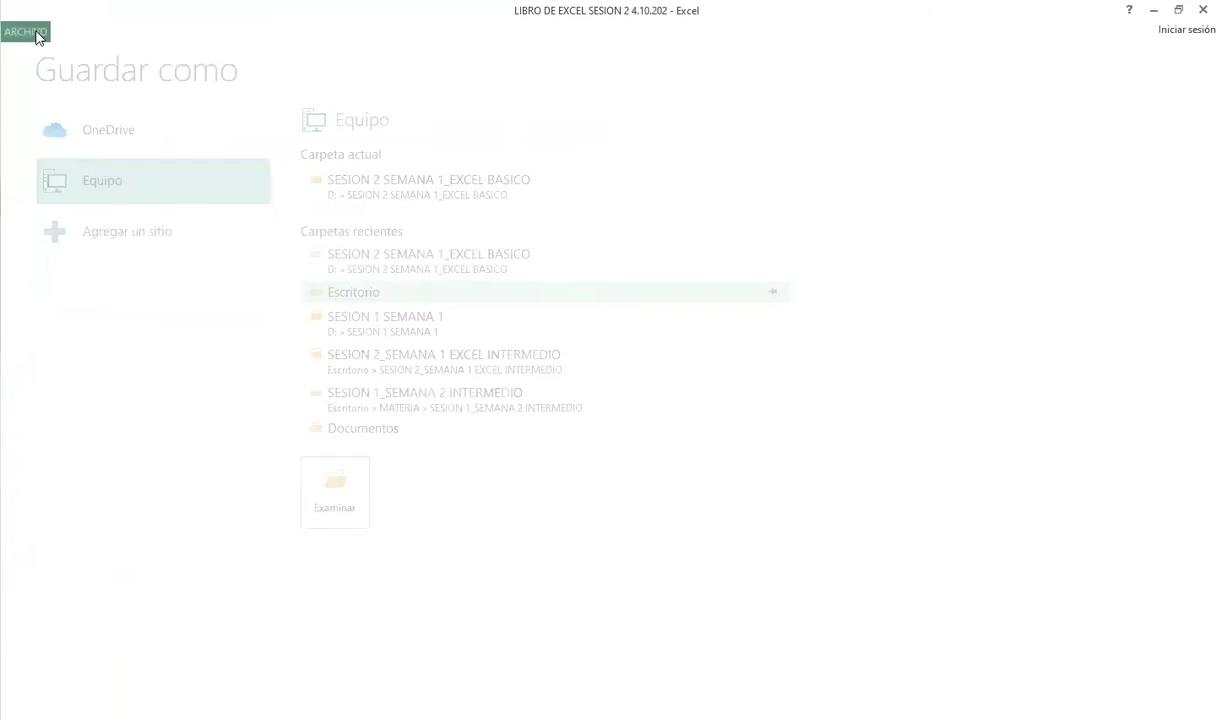 LIBRO DE EXCEL SESION 2 4.10.202 - Excel
?
Iniciar sesión
ARCHIVO
Guardar como
OneDrive
Equipo
Agregar un sitio
Equipo
Carpeta actual
SESION 2 SEMANA 1_EXCEL BASICO
D: » SESION 2 SEMANA 1_EXCEL BASICO
Carpetas recientes
SESION 2 SEMANA 1_EXCEL BASICO
D: » SESION 2 SEMANA 1_EXCEL BASICO
Escritorio
SESION 1 SEMANA 1
D: » SESION 1 SEMANA 1
SESION 2_SEMANA 1 EXCEL INTERMEDIO
Escritorio » SESION 2_SEMANA 1 EXCEL INTERMEDIO
SESION 1_SEMANA 2 INTERMEDIO
Escritorio » MATERIA » SESION 1_SEMANA 2 INTERMEDIO
Documentos
Examinar